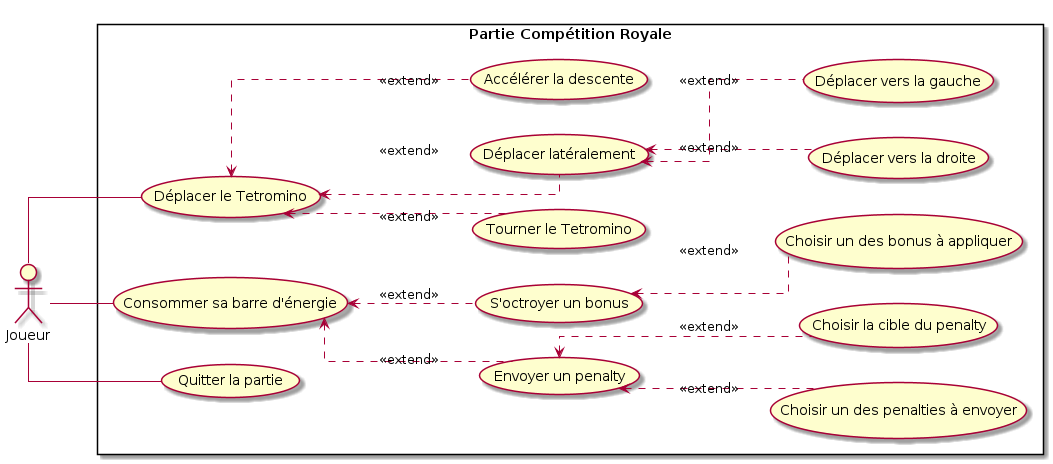 Partie Compétition Royale
«extend»
Accélérer la descente
«extend»
Déplacer vers la gauche
«extend»
Déplacer latéralement
«extend»
Déplacer vers la droite
Déplacer le Tetromino
«extend»
Tourner le Tetromino
«extend»
Choisir un des bonus à appliquer
Joueur
Consommer sa barre d'énergie
«extend»
S'octroyer un bonus
«extend»
Choisir la cible du penalty
Quitter la partie
«extend»
Envoyer un penalty
«extend»
Choisir un des penalties à envoyer